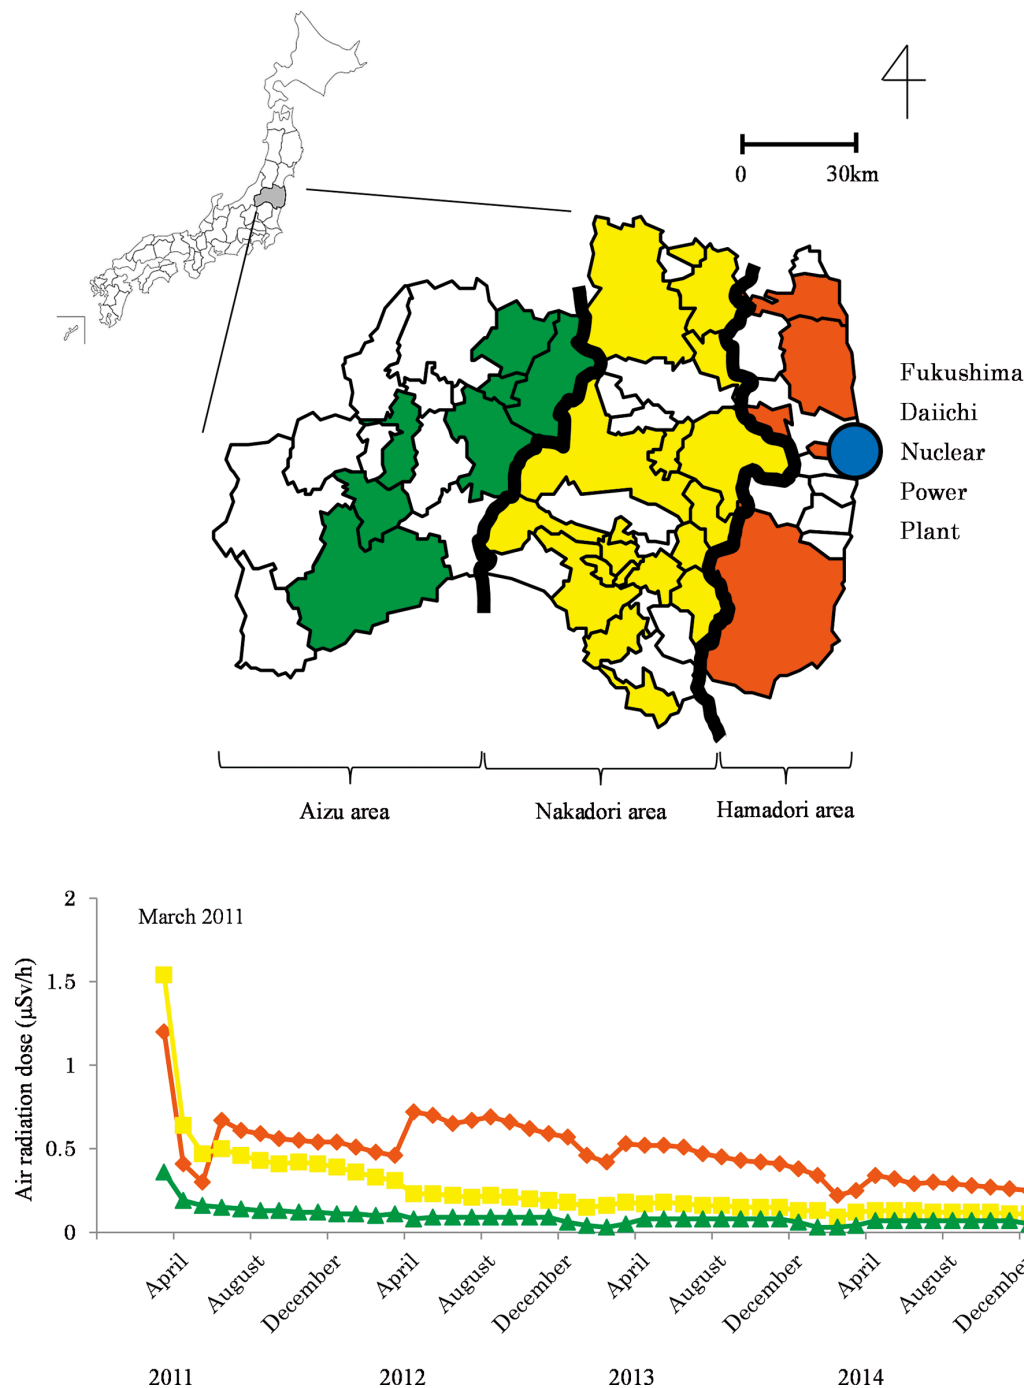 0 30km
Fukushima
Daiichi
Nuclear
Power
Plant
Aizu area Nakadori area Hamadori area
March 2011
Air radiation dose (μSv/h)
2
1.5
1
0.5
0
April August December April August December April August December April August December
2011 2012 2013 2014